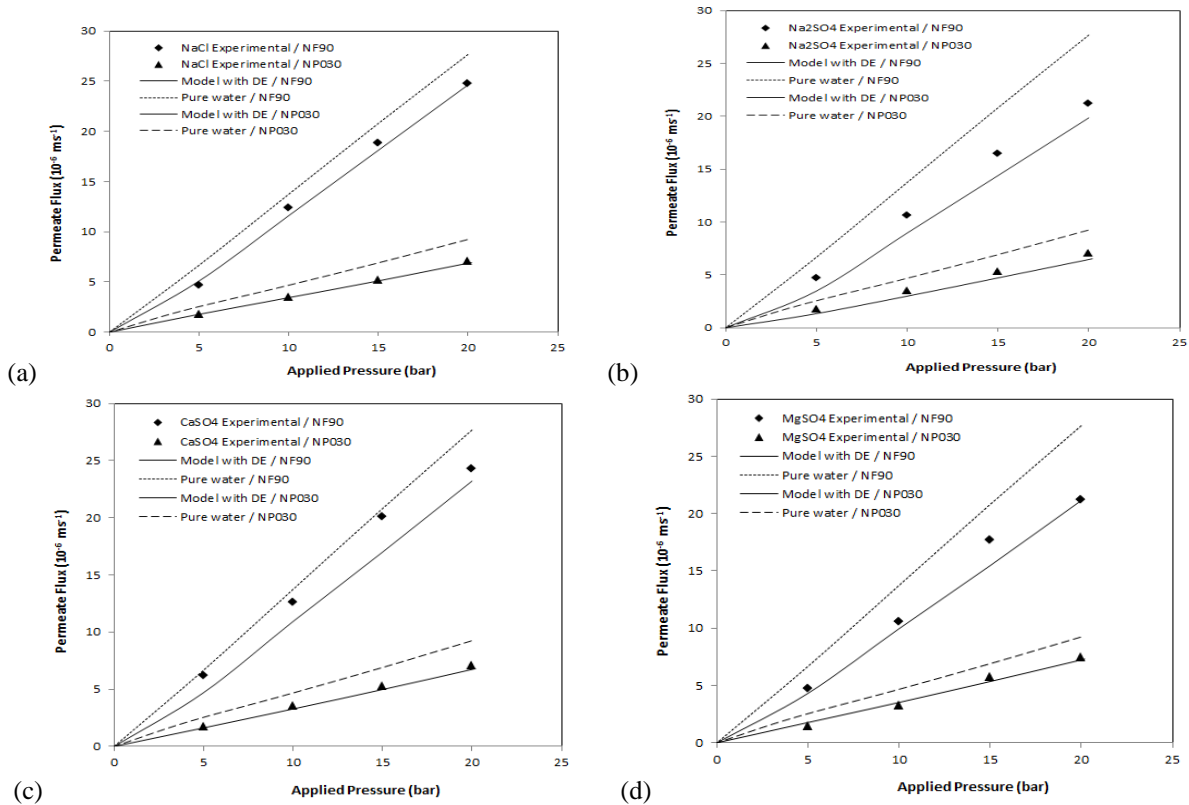 30
25
20
15
10
5
0
Permeate Flux (10⁻⁶ ms⁻¹)
NaCl Experimental / NF90
NaCl Experimental / NP030
Model with DE / NF90
Pure water / NF90
Model with DE / NP030
Pure water / NP030
0 5 10 15 20 25
Applied Pressure (bar)
(a)
30
25
20
15
10
5
0
Permeate Flux (10⁻⁶ ms⁻¹)
Na2SO4 Experimental / NF90
Na2SO4 Experimental / NP030
Model with DE / NF90
Pure water / NF90
Model with DE / NP030
Pure water / NP030
0 5 10 15 20 25
Applied Pressure (bar)
(b)
30
25
20
15
10
5
0
Permeate Flux (10⁻⁶ ms⁻¹)
CaSO4 Experimental / NF90
CaSO4 Experimental / NP030
Model with DE / NF90
Pure water / NF90
Model with DE / NP030
Pure water / NP030
0 5 10 15 20 25
Applied Pressure (bar)
(c)
30
25
20
15
10
5
0
Permeate Flux (10⁻⁶ ms⁻¹)
MgSO4 Experimental / NF90
MgSO4 Experimental / NP030
Model with DE / NF90
Pure water / NF90
Model with DE / NP030
Pure water / NP030
0 5 10 15 20 25
Applied Pressure (bar)
(d)